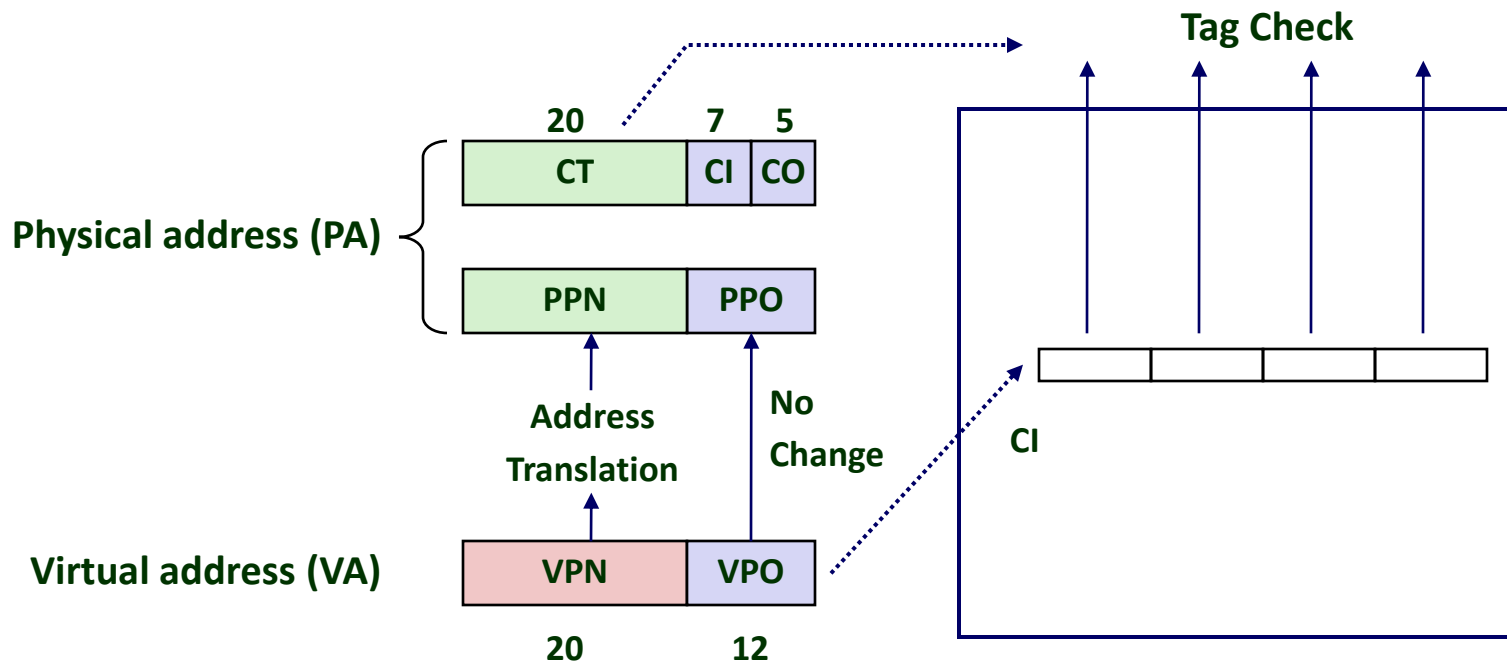 Tag Check
20 7 5
CT CI CO
Physical address (PA)
PPN PPO
Address
Translation
No
Change
CI
Virtual address (VA)
VPN VPO
20 12